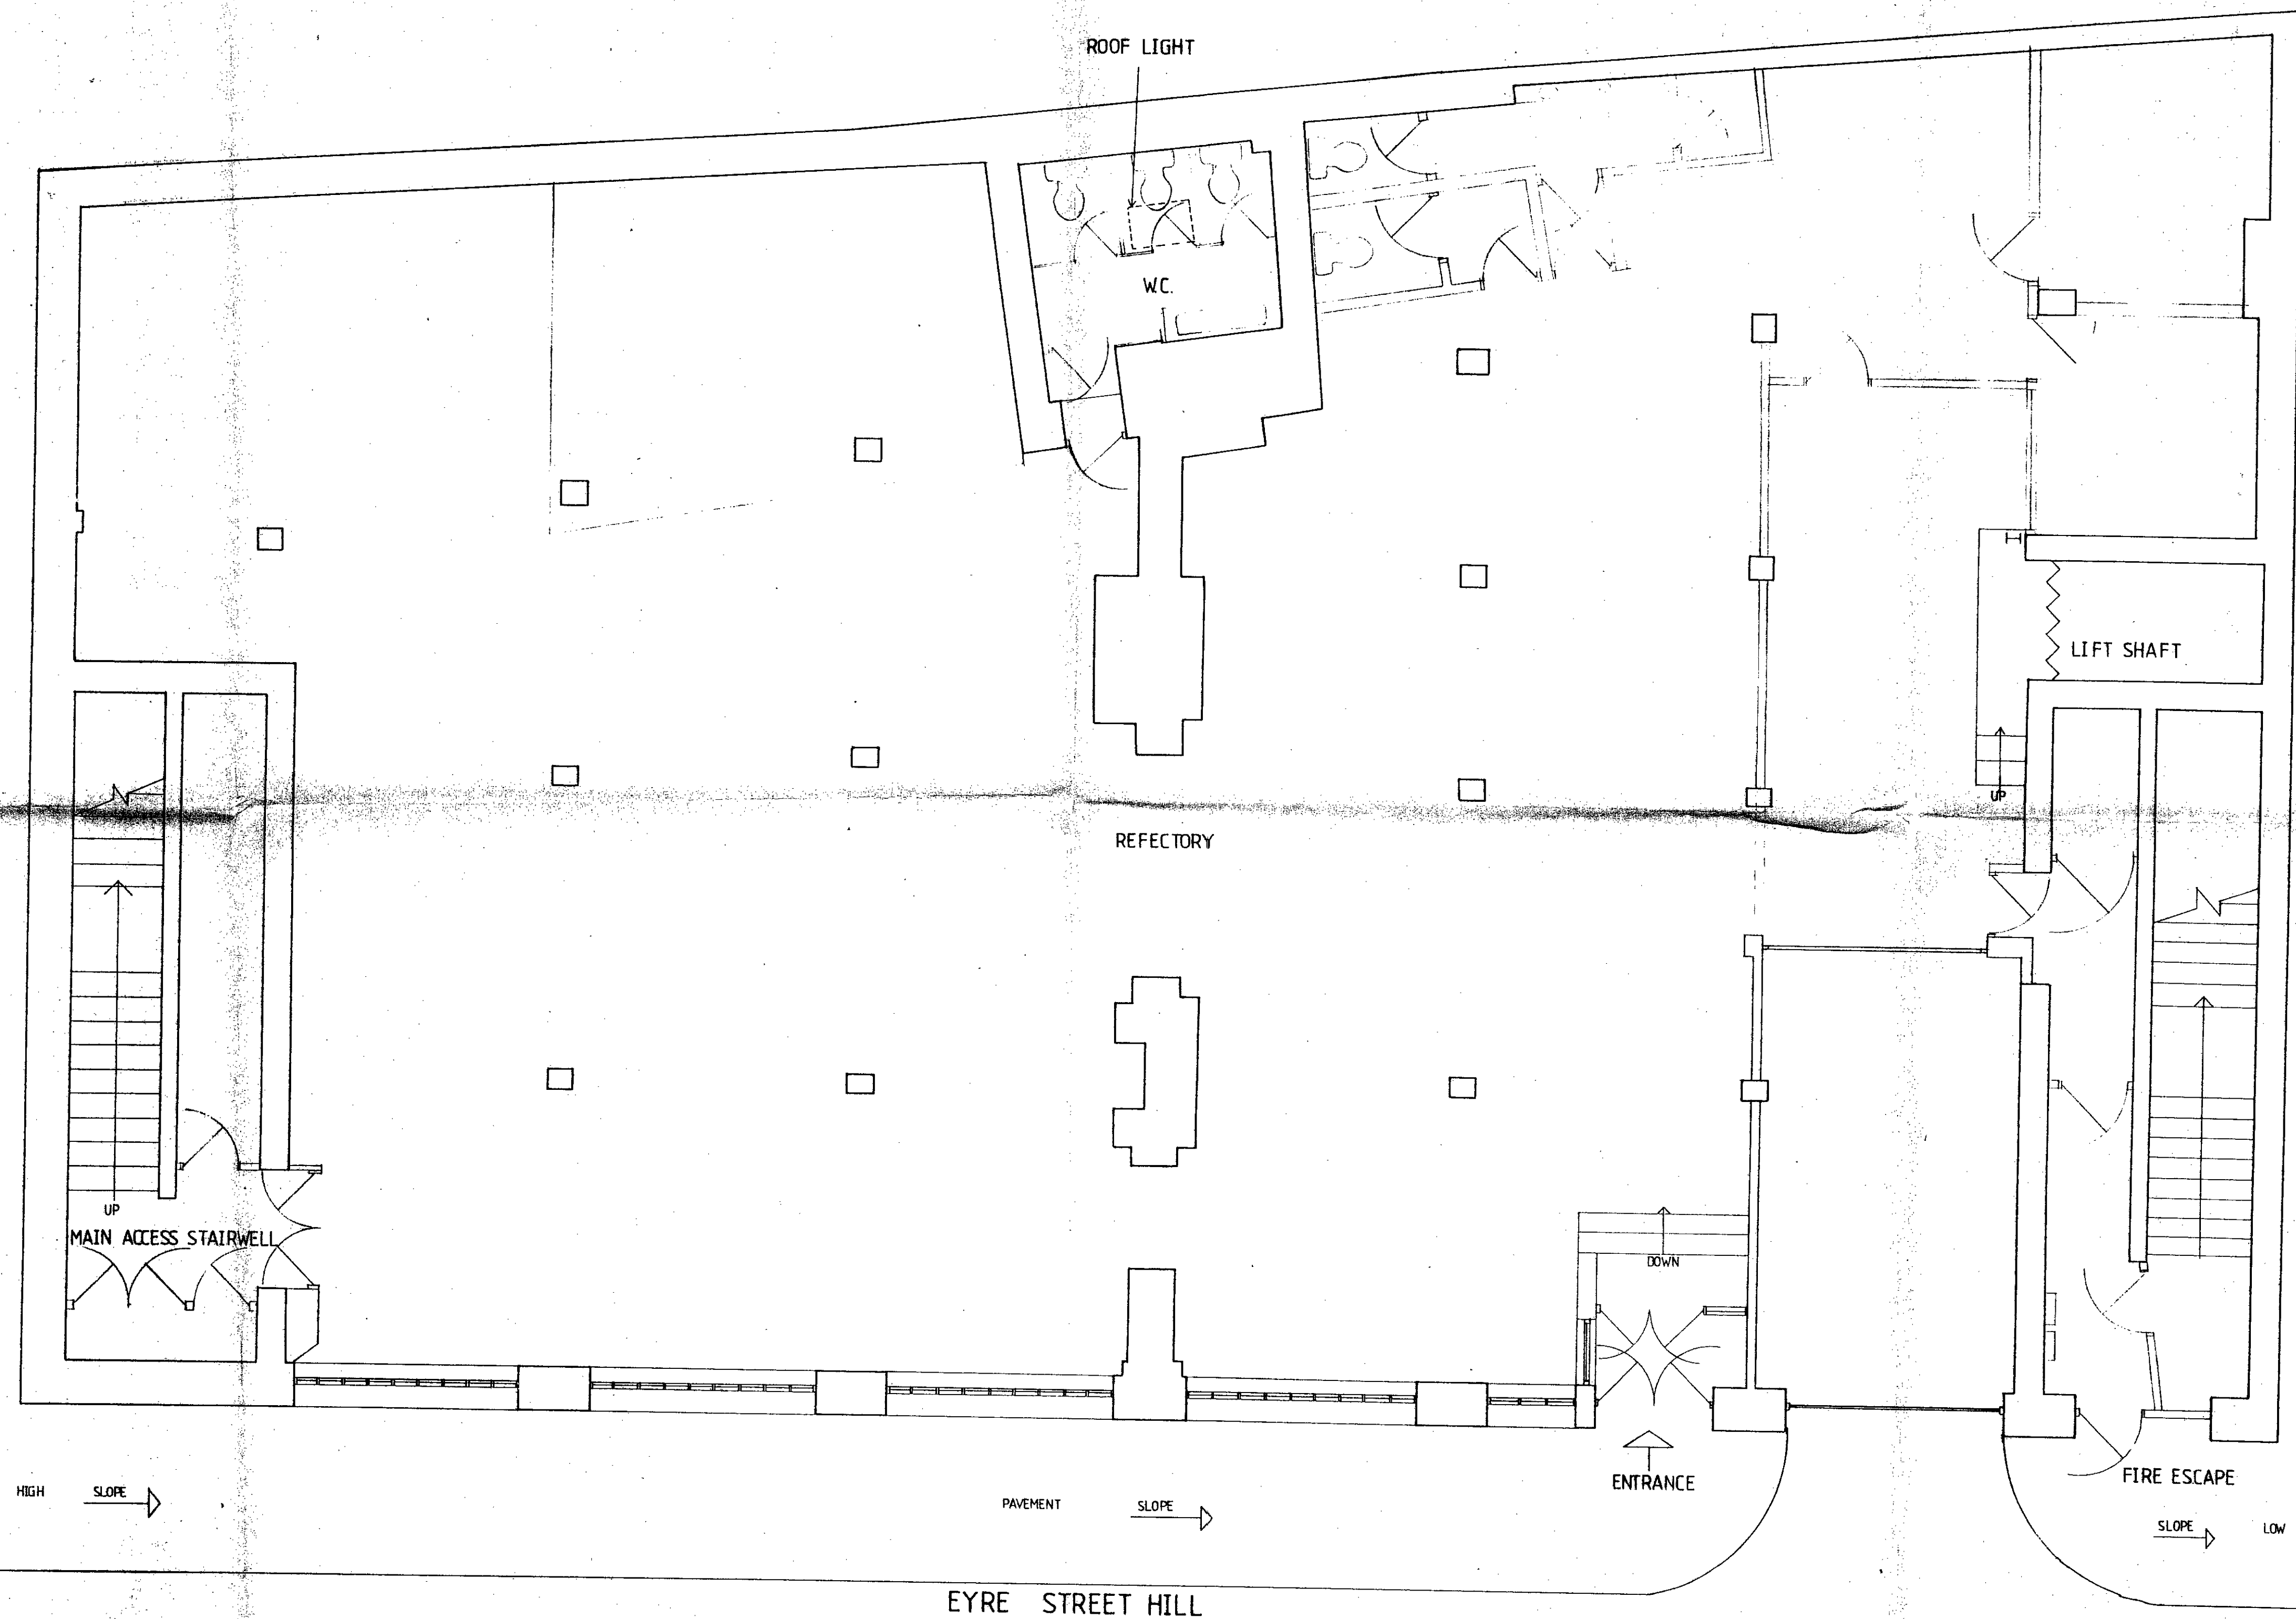 ROOF LIGHT
W.C.
LIFT SHAFT
UP
REFECTORY
UP
MAIN ACCESS STAIRWELL
DOWN
ENTRANCE
FIRE ESCAPE
HIGH SLOPE
PAVEMENT SLOPE
SLOPE LOW
EYRE STREET HILL